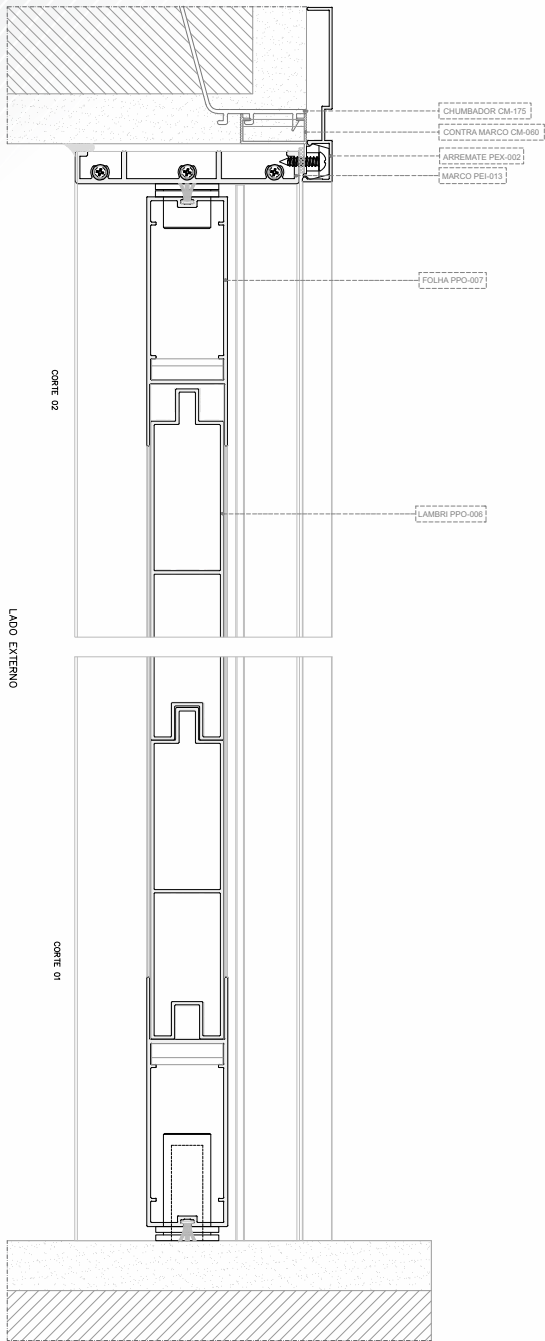 CHUMBADOR CM-175
CONTRA MARCO CM-060
ARREMATE PEX-002
MARCO PEI-013
FOLHA PPO-007
CORTE 02
LAMBRI PPO-006
LADO EXTERNO
CORTE 01